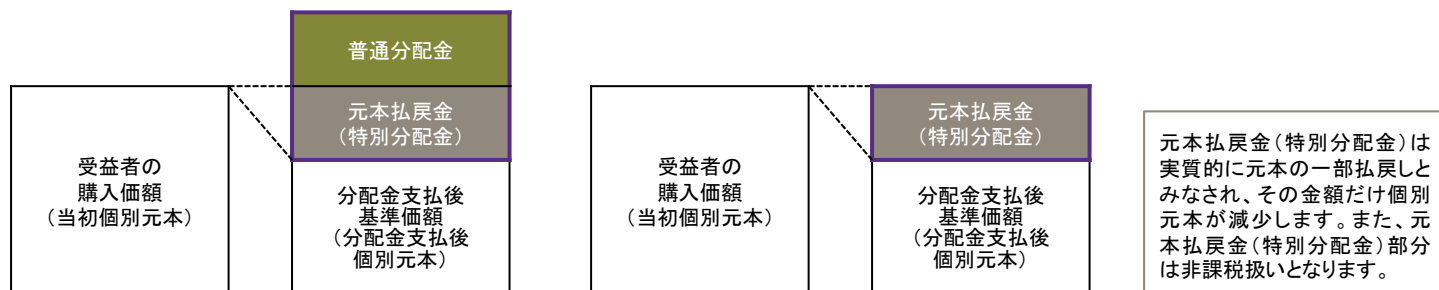 普通分配金
元本払戻金
（特別分配金）
受益者の
購入価額
（当初個別元本）
分配金支払後
基準価額
（分配金支払後
個別元本）
元本払戻金
（特別分配金）
受益者の
購入価額
（当初個別元本）
分配金支払後
基準価額
（分配金支払後
個別元本）
元本払戻金（特別分配金）は
実質的に元本の一部払戻しと
みなされ、その金額だけ個別
元本が減少します。また、元
本払戻金（特別分配金）部分
は非課税扱いとなります。